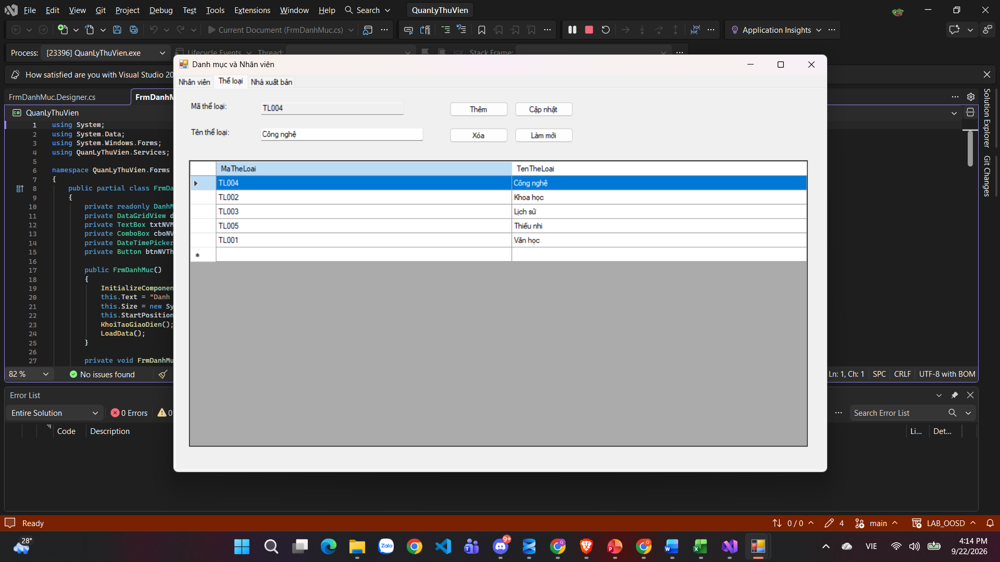 File Edit View Git Project Debug Test Tools Extensions Window Help Search QuanLyThuVien
Current Document (FrmDanhMuc.cs) Application Insights
Process: [23396] QuanLyThuVien.exe Lifecycle Events Thread: Stack Frame:
How satisfied are you with Visual Studio 20
FrmDanhMuc.Designer.cs FrmDanhM
QuanLyThuVien
1 using System;
2 using System.Data;
3 using System.Windows.Forms;
4 using QuanLyThuVien.Services;
5
6 namespace QuanLyThuVien.Forms
7 {
8 public partial class FrmDa
9 {
10 private readonly DanhM
11 private DataGridView d
12 private TextBox txtNVM
13 private ComboBox cboNV
14 private DateTimePicker
15 private Button btnNVTh
16
17 public FrmDanhMuc()
18 {
19 InitializeComponen
20 this.Text = "Danh
21 this.Size = new Sy
22 this.StartPosition
23 KhoiTaoGiaoDien();
24 LoadData();
25 }
26
27 private void FrmDanhMu
82 % No issues found
Ln: 1, Ch: 1 SPC CRLF UTF-8 with BOM
Solution Explorer
Git Changes
Danh mục và Nhân viên
Nhân viên Thể loại Nhà xuất bản
Mã thể loại: TL004 Thêm Cập nhật
Tên thể loại: Công nghệ Xóa Làm mới
MaTheLoai TenTheLoai
TL004 Công nghệ
TL002 Khoa học
TL003 Lịch sử
TL005 Thiếu nhi
TL001 Văn học
Error List
Entire Solution 0 Errors 0 Search Error List
Code Description Li... Det...
Ready 0 / 0 4 main LAB_OOSD
28° Zalo 9+ VIE 4:14 PM
9/22/2026